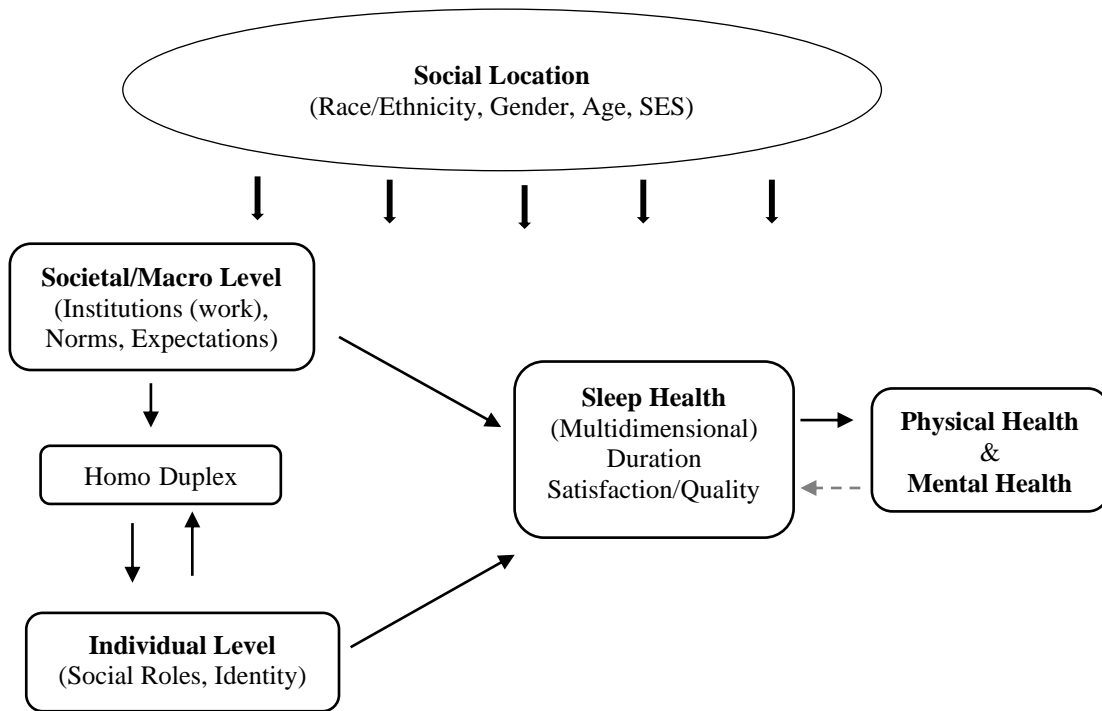 Social Location
(Race/Ethnicity, Gender, Age, SES)
Societal/Macro Level
(Institutions (work),
Norms, Expectations)
Homo Duplex
Individual Level
(Social Roles, Identity)
Sleep Health
(Multidimensional)
Duration
Satisfaction/Quality
Physical Health
&
Mental Health